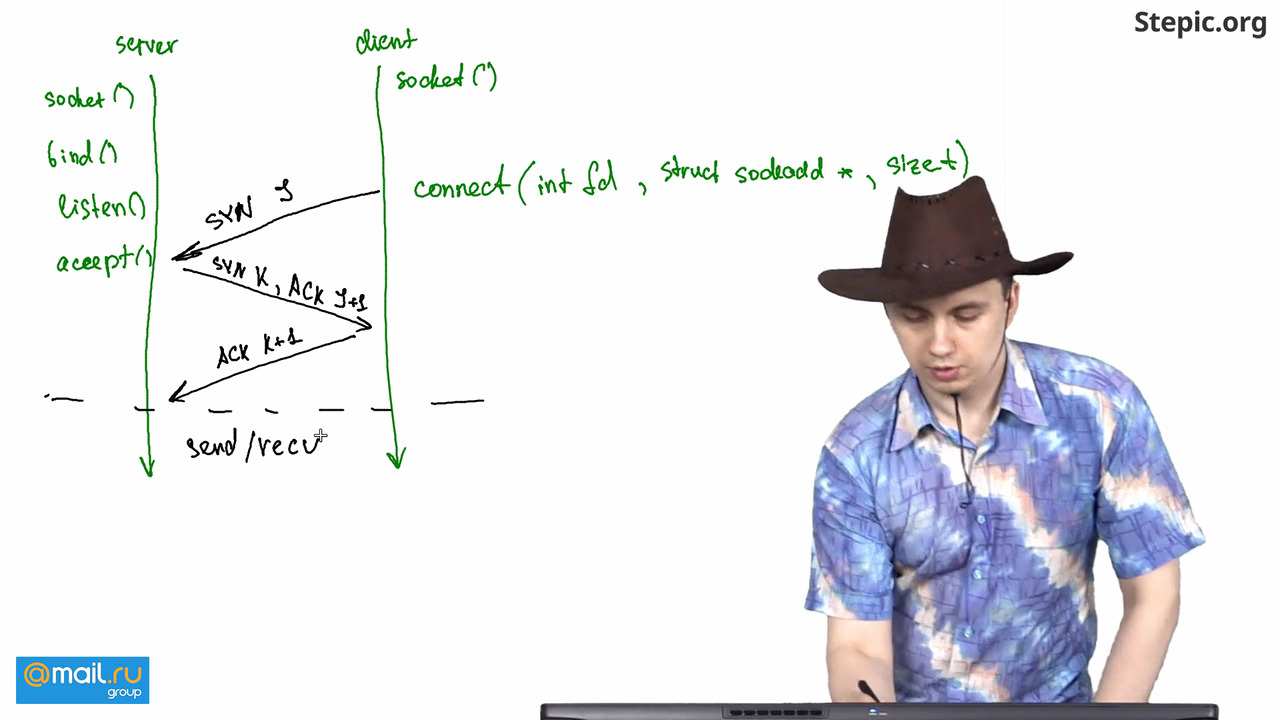 Stepic.org
server
client
socket()
socket()
bind()
connect(int fd, struct sockadd *, size_t)
listen()
SYN J
accept()
SYN K, ACK J+1
ACK K+1
send/recv
@mail.ru
group